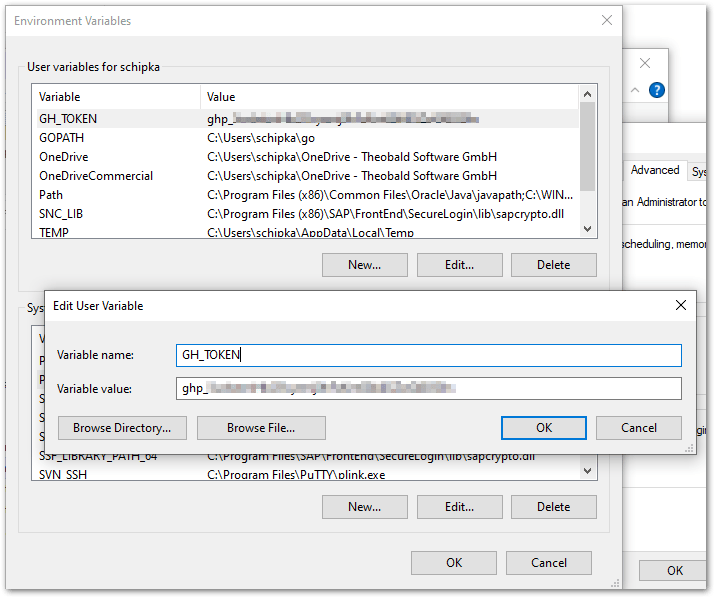 Environment Variables
User variables for schipka
Variable Value
GH_TOKEN ghp_
GOPATH C:\Users\schipka\go
OneDrive C:\Users\schipka\OneDrive - Theobald Software GmbH
OneDriveCommercial C:\Users\schipka\OneDrive - Theobald Software GmbH
Path C:\Program Files (x86)\Common Files\Oracle\Java\javapath;C:\WIN...
SNC_LIB C:\Program Files (x86)\SAP\FrontEnd\SecureLogin\lib\sapcrypto.dll
TEMP C:\Users\schipka\AppData\Local\Temp
New... Edit... Delete
Advanced Sys
an Administrator to
scheduling, memor
Sys
Edit User Variable
Variable name: GH_TOKEN
Variable value: ghp_
Browse Directory... Browse File... OK Cancel
SSF_LIBRARY_PATH_64 C:\Program Files\SAP\FrontEnd\SecureLogin\lib\sapcrypto.dll
SVN_SSH C:\Program Files\PuTTY\plink.exe
New... Edit... Delete
OK Cancel
OK